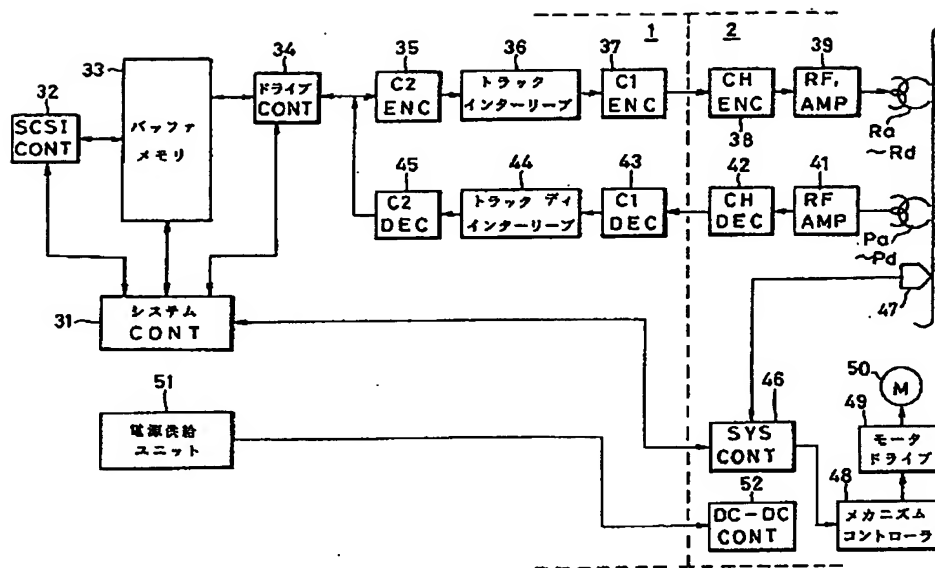 1
2
32
SCSI
CONT
33
バッファ
メモリ
34
ドライブ
CONT
35
C2
ENC
36
トラック
インターリーブ
37
C1
ENC
CH
ENC
38
39
RF,
AMP
Ra
~Rd
45
C2
DEC
44
トラック ディ
インターリーブ
43
C1
DEC
42
CH
DEC
41
RF
AMP
Pa
~Pd
47
31
システム
CONT
51
電源供給
ユニット
46
SYS
CONT
52
DC-DC
CONT
50
M
49
モータ
ドライブ
48
メカニズム
コントローラ